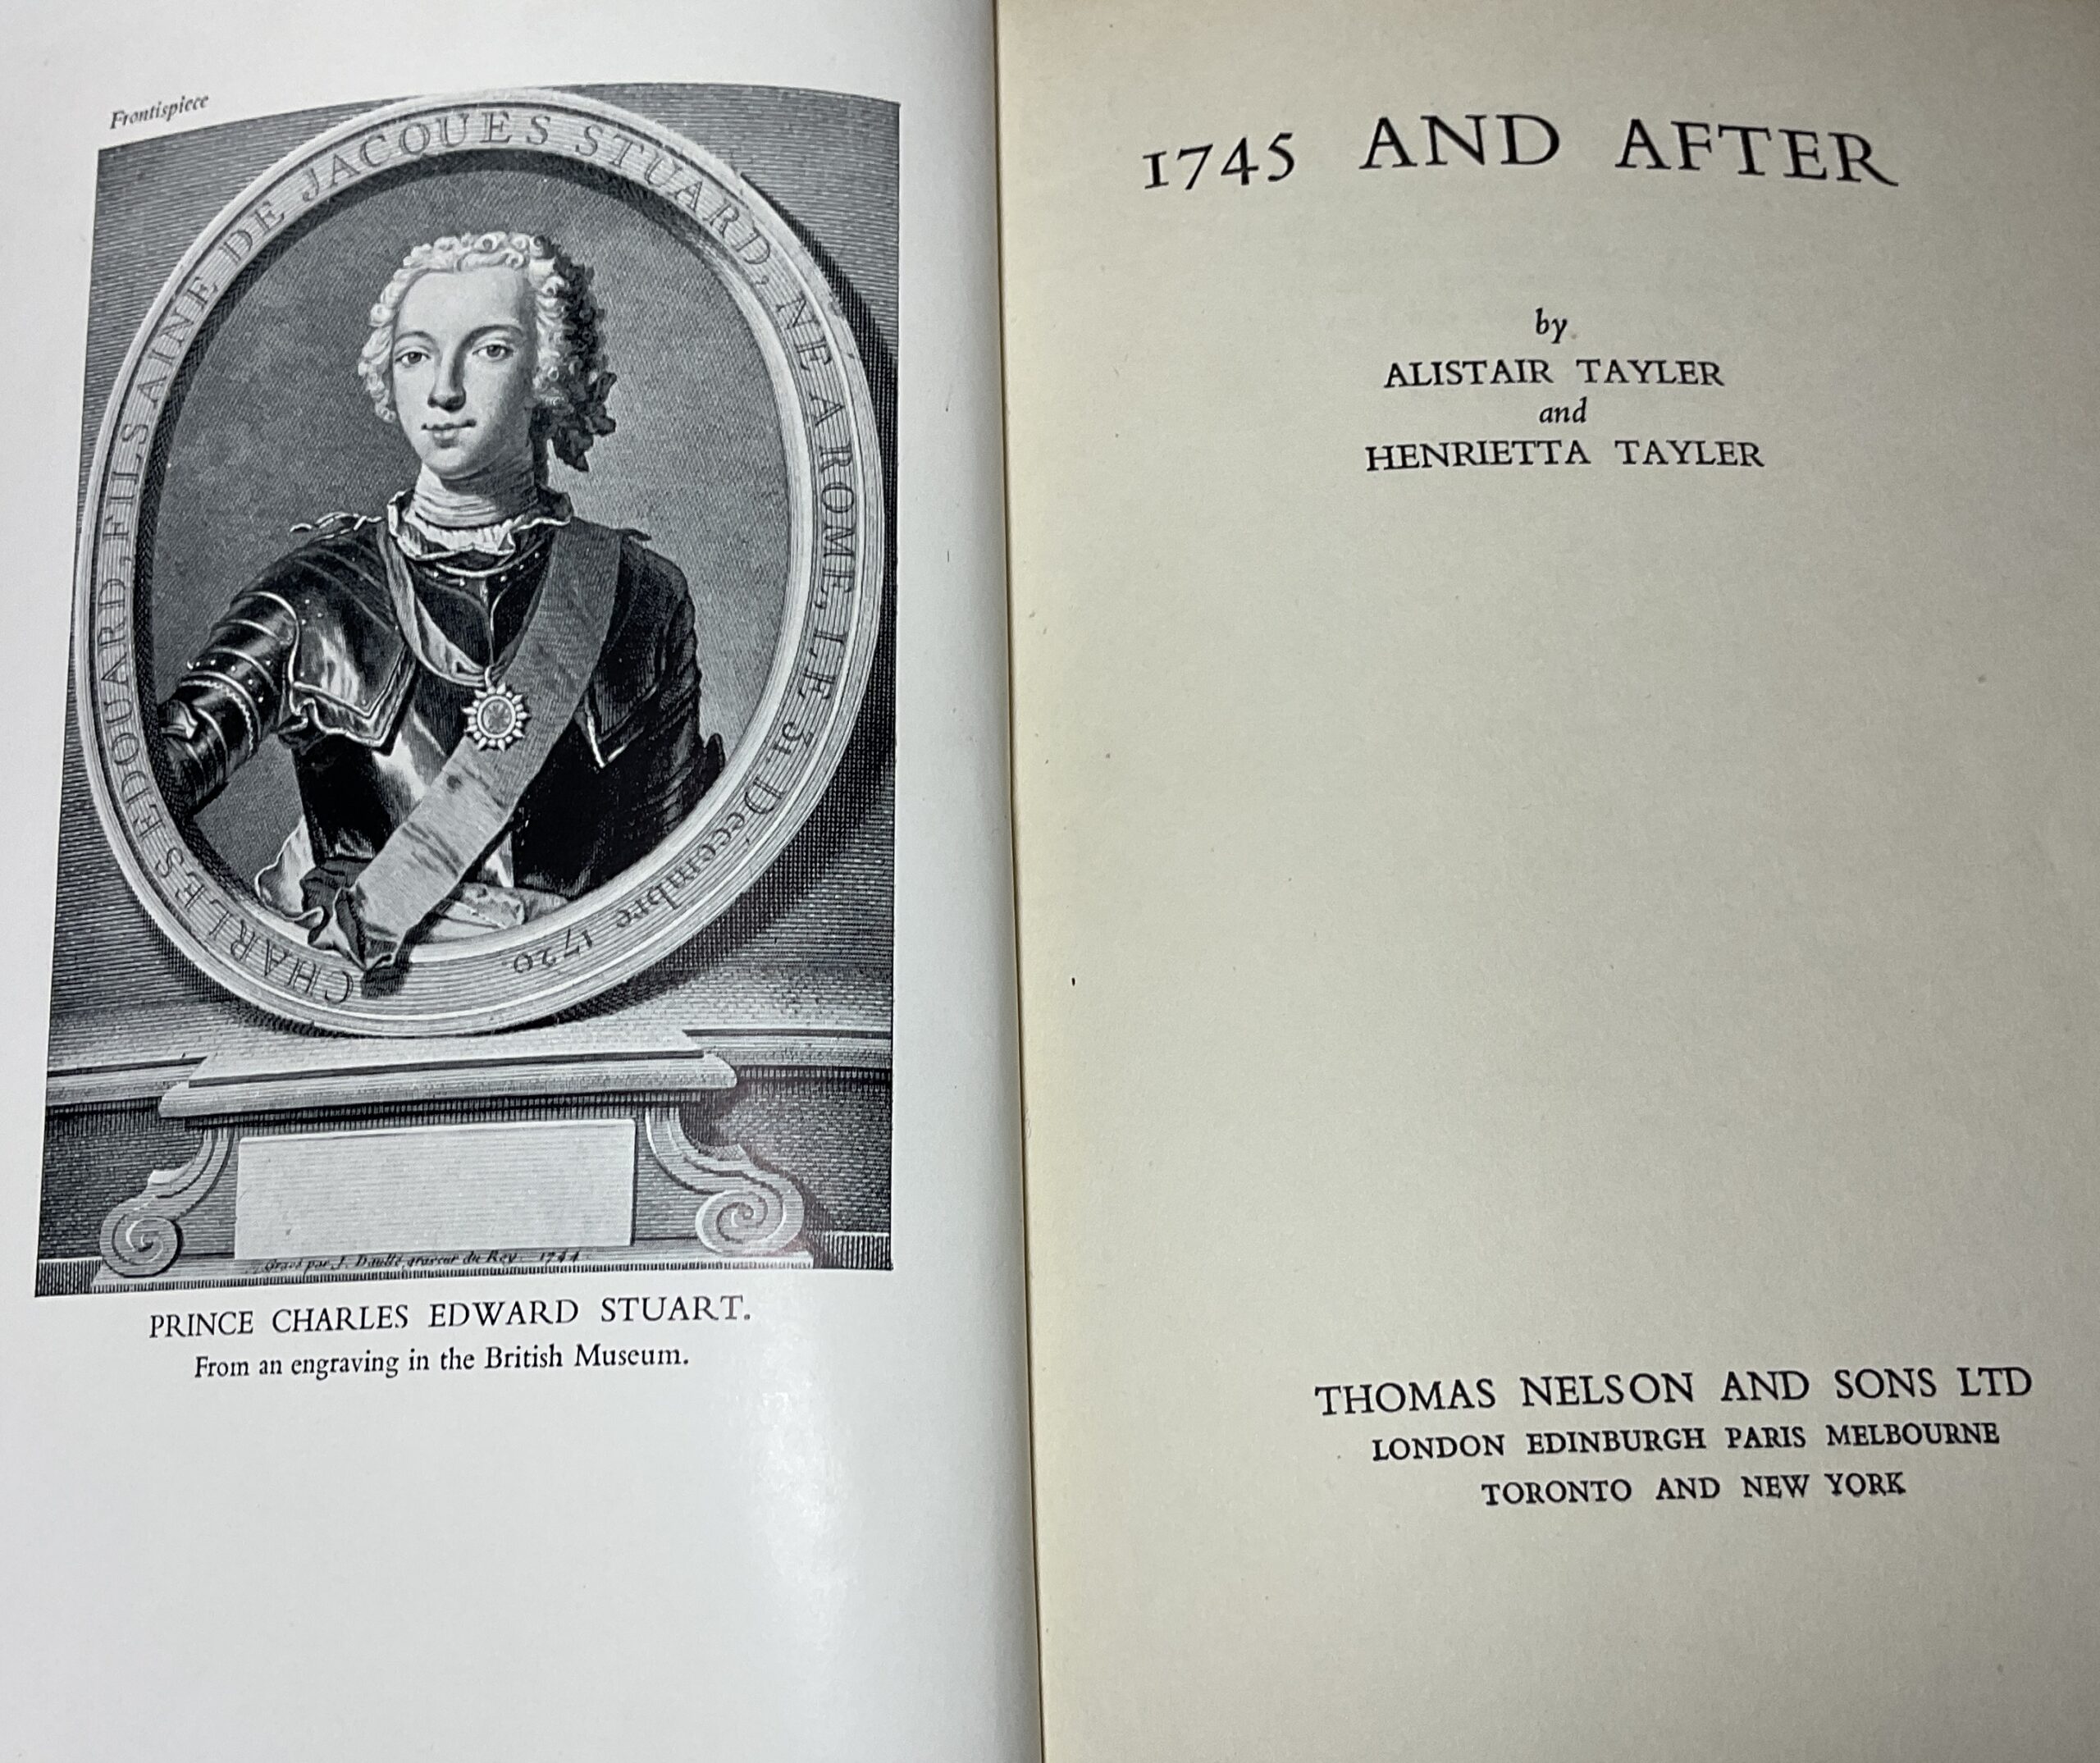 Frontispiece
CHARLES EDOUARD, FILS AINE DE JACQUES STUARD, NE A ROME, LE 31. Décembre 1720.
Gravé par J. Daullé graveur du Roy. 1744
PRINCE CHARLES EDWARD STUART.
From an engraving in the British Museum.
1745 AND AFTER
by
ALISTAIR TAYLER
and
HENRIETTA TAYLER
THOMAS NELSON AND SONS LTD
LONDON EDINBURGH PARIS MELBOURNE
TORONTO AND NEW YORK